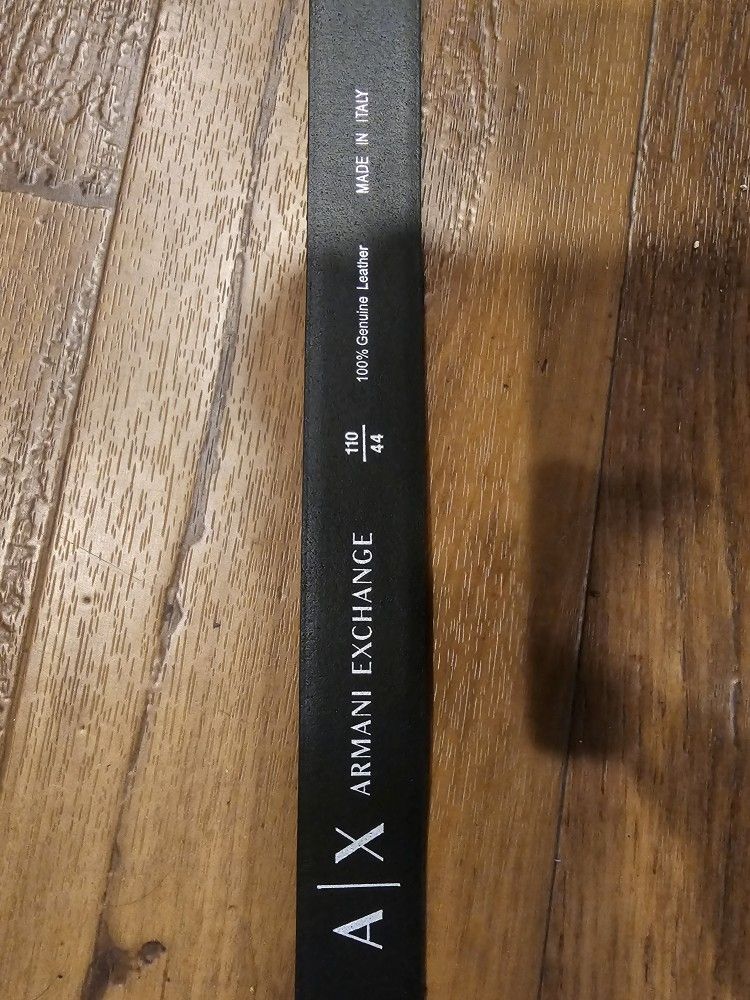 A|X
ARMANI EXCHANGE
110
44
100% Genuine Leather
MADE IN ITALY